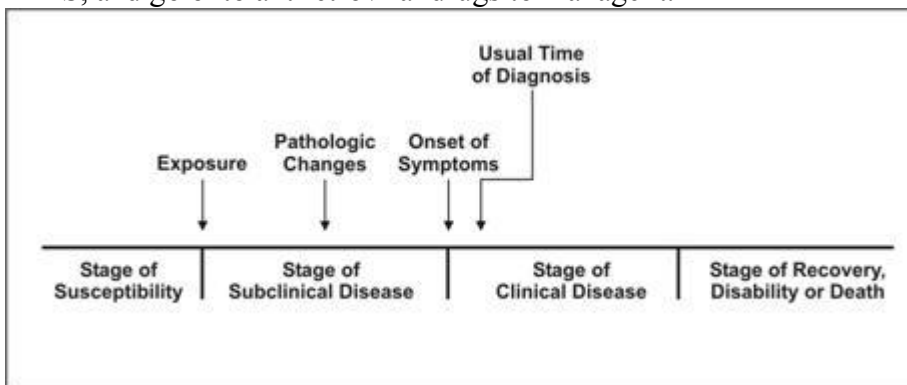 Usual Time
of Diagnosis
Pathologic
Changes
Onset of
Symptoms
Exposure
Stage of
Susceptibility
Stage of
Subclinical Disease
Stage of
Clinical Disease
Stage of Recovery,
Disability or Death